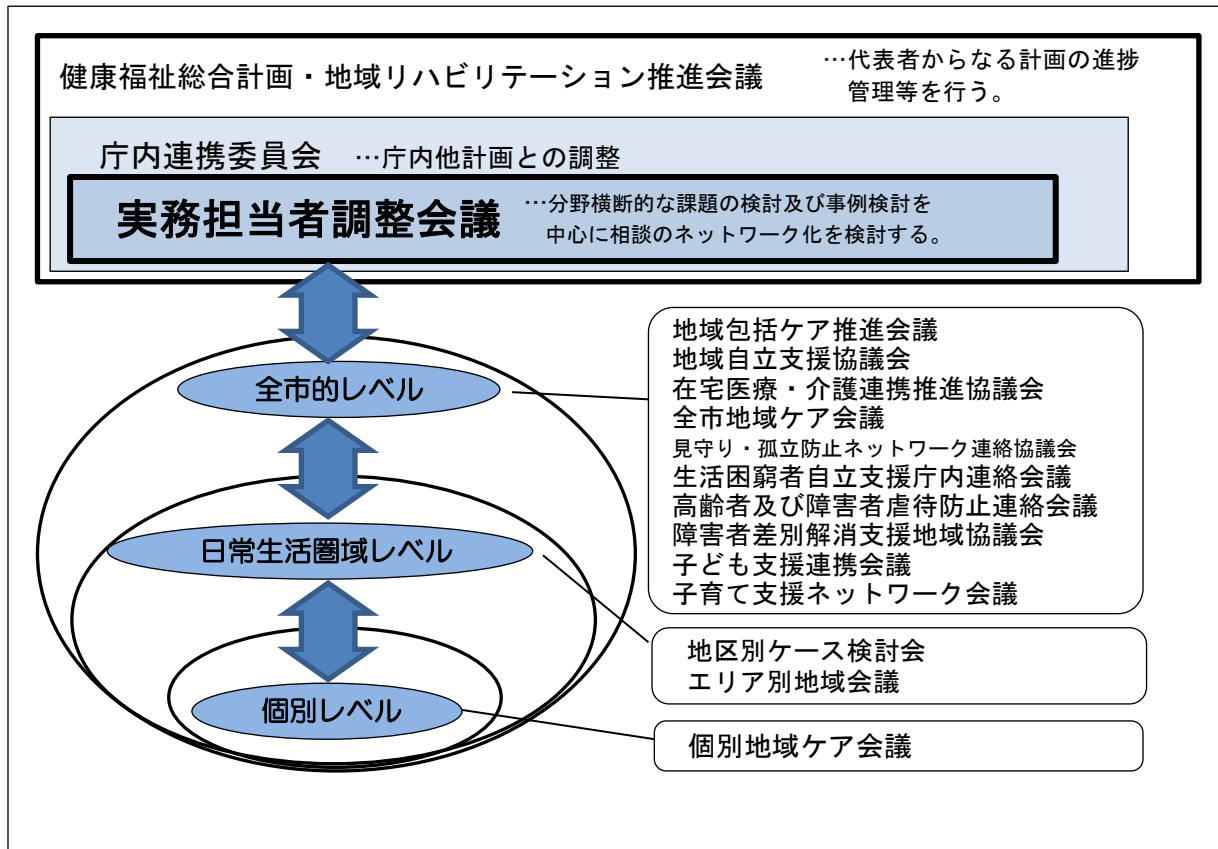 健康福祉総合計画・地域リハビリテーション推進会議
…代表者からなる計画の進捗
管理等を行う。
庁内連携委員会 …庁内他計画との調整
実務担当者調整会議
…分野横断的な課題の検討及び事例検討を
中心に相談のネットワーク化を検討する。
全市的レベル
地域包括ケア推進会議
地域自立支援協議会
在宅医療・介護連携推進協議会
全市地域ケア会議
見守り・孤立防止ネットワーク連絡協議会
生活困窮者自立支援庁内連絡会議
高齢者及び障害者虐待防止連絡会議
障害者差別解消支援地域協議会
子ども支援連携会議
子育て支援ネットワーク会議
日常生活圏域レベル
地区別ケース検討会
エリア別地域会議
個別レベル
個別地域ケア会議